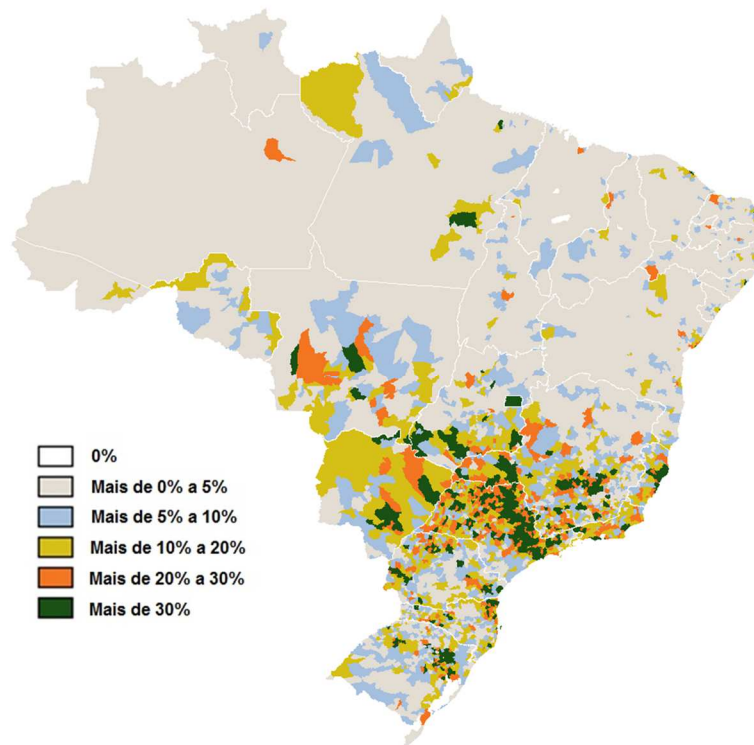 0%
Mais de 0% a 5%
Mais de 5% a 10%
Mais de 10% a 20%
Mais de 20% a 30%
Mais de 30%